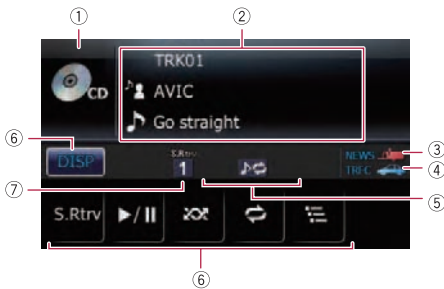 ① ②
TRK01
CD
AVIC
Go straight
⑥ DISP
S.Rtrv
1
NEWS ③
TRFC ④
⑦
⑤
S.Rtrv ▶/II
⑥